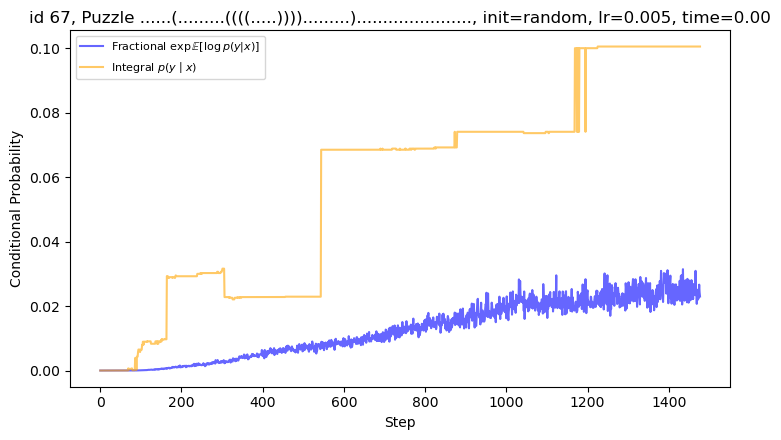 id 67, Puzzle ......(.........((((.....)))).........)......................, init=random, lr=0.005, time=0.00
Fractional exp𝔼[log p(y|x)]
Integral p(y | x)
Conditional Probability
0.10
0.08
0.06
0.04
0.02
0.00
0 200 400 600 800 1000 1200 1400
Step